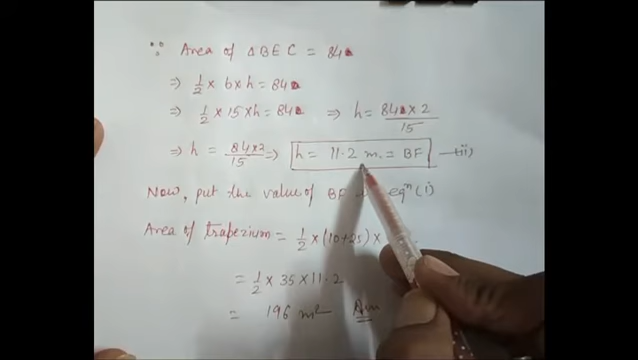 ∵ Area of △BEC = 84
⇒ 1/2 × b × h = 84
⇒ 1/2 × 15 × h = 84 ⇒ h = 84 × 2 / 15
⇒ h = 84×2 / 15 ⇒ h = 11.2 m. = BF —(ii)
Now, put the value of BF eqⁿ (i)
Area of trapezium = 1/2 × (10+25) ×
= 1/2 × 35 × 11.2
= 196 m² Ans